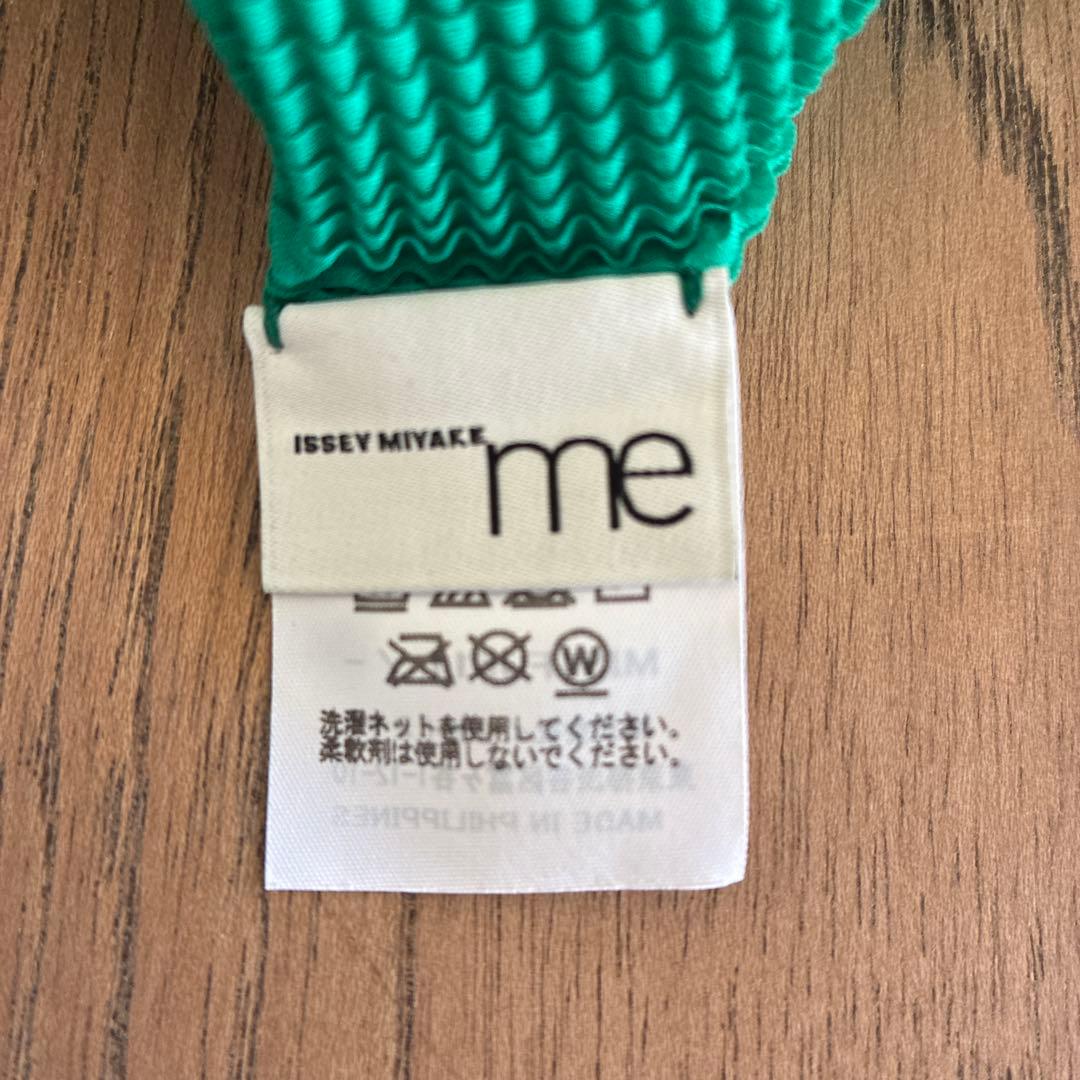 ISSEY MIYAKE me
W
洗濯ネットを使用してください。
柔軟剤は使用しないでください。
MADE IN PHILIPPINES